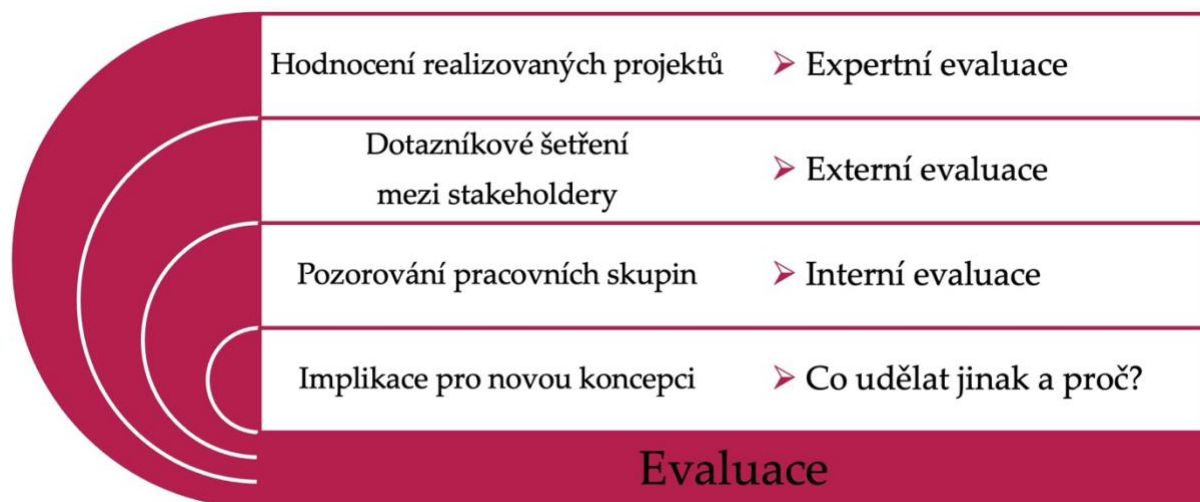 Hodnocení realizovaných projektů ➢ Expertní evaluace
Dotazníkové šetření
mezi stakeholdery
➢ Externí evaluace
Pozorování pracovních skupin ➢ Interní evaluace
Implikace pro novou koncepci ➢ Co udělat jinak a proč?
Evaluace